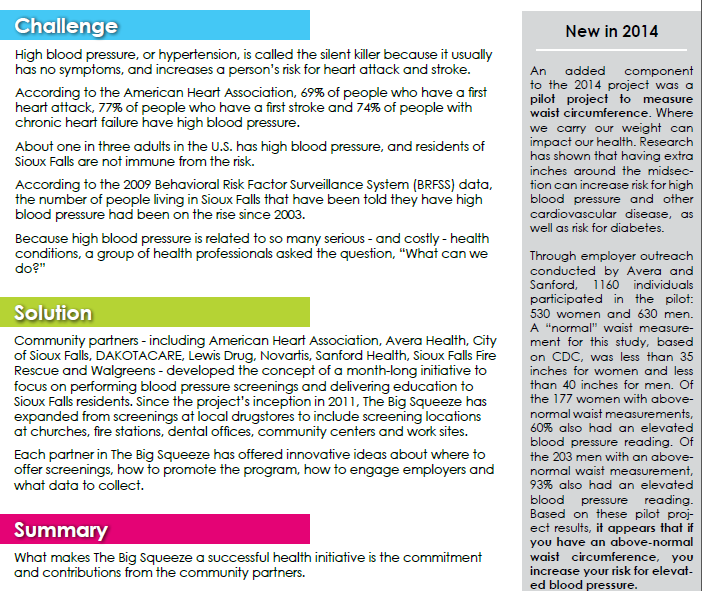 Challenge
High blood pressure, or hypertension, is called the silent killer because it usually
has no symptoms, and increases a person's risk for heart attack and stroke.
According to the American Heart Association, 69% of people who have a first
heart attack, 77% of people who have a first stroke and 74% of people with
chronic heart failure have high blood pressure.
About one in three adults in the U.S. has high blood pressure, and residents of
Sioux Falls are not immune from the risk.
According to the 2009 Behavioral Risk Factor Surveillance System (BRFSS) data,
the number of people living in Sioux Falls that have been told they have high
blood pressure had been on the rise since 2003.
Because high blood pressure is related to so many serious - and costly - health
conditions, a group of health professionals asked the question, "What can we
do?"
Solution
Community partners - including American Heart Association, Avera Health, City
of Sioux Falls, DAKOTACARE, Lewis Drug, Novartis, Sanford Health, Sioux Falls Fire
Rescue and Walgreens - developed the concept of a month-long initiative to
focus on performing blood pressure screenings and delivering education to
Sioux Falls residents. Since the project's inception in 2011, The Big Squeeze has
expanded from screenings at local drugstores to include screening locations
at churches, fire stations, dental offices, community centers and work sites.
Each partner in The Big Squeeze has offered innovative ideas about where to
offer screenings, how to promote the program, how to engage employers and
what data to collect.
Summary
What makes The Big Squeeze a successful health initiative is the commitment
and contributions from the community partners.
New in 2014
An added component
to the 2014 project was a
pilot project to measure
waist circumference. Where
we carry our weight can
impact our health. Research
has shown that having extra
inches around the midsec-
tion can increase risk for high
blood pressure and other
cardiovascular disease, as
well as risk for diabetes.
Through employer outreach
conducted by Avera and
Sanford, 1160 individuals
participated in the pilot:
530 women and 630 men.
A "normal" waist measure-
ment for this study, based
on CDC, was less than 35
inches for women and less
than 40 inches for men. Of
the 177 women with above-
normal waist measurements,
60% also had an elevated
blood pressure reading. Of
the 203 men with an above-
normal waist measurement,
93% also had an elevated
blood pressure reading.
Based on these pilot proj-
ect results, it appears that if
you have an above-normal
waist circumference, you
increase your risk for elevat-
ed blood pressure.